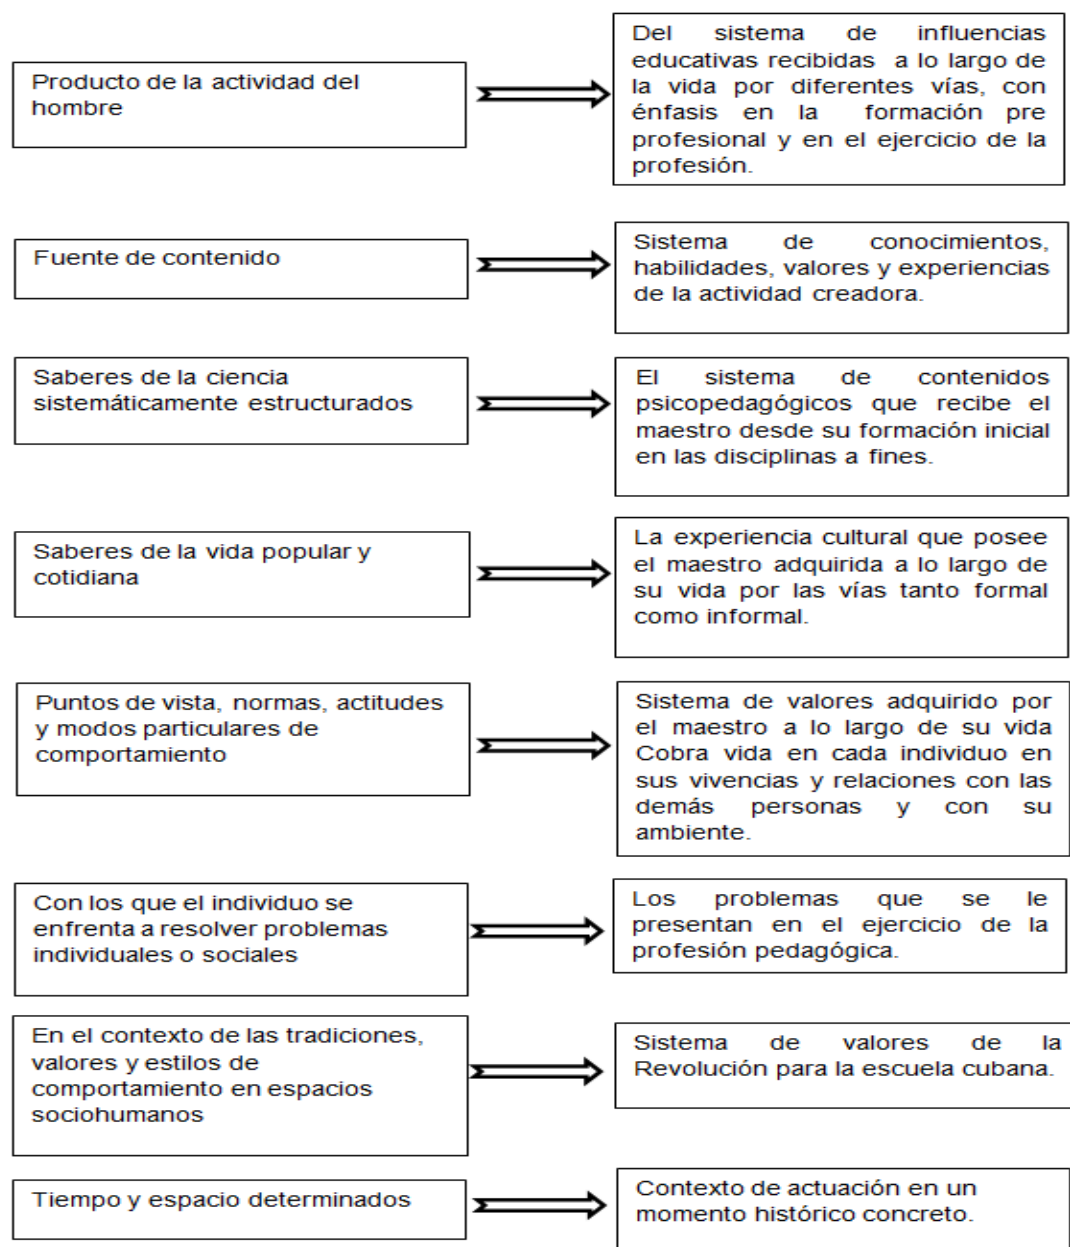 Producto de la actividad del
hombre
Del sistema de influencias
educativas recibidas a lo largo de
la vida por diferentes vías, con
énfasis en la formación pre
profesional y en el ejercicio de la
profesión.
Fuente de contenido
Sistema de conocimientos,
habilidades, valores y experiencias
de la actividad creadora.
Saberes de la ciencia
sistemáticamente estructurados
El sistema de contenidos
psicopedagógicos que recibe el
maestro desde su formación inicial
en las disciplinas a fines.
Saberes de la vida popular y
cotidiana
La experiencia cultural que posee
el maestro adquirida a lo largo de
su vida por las vías tanto formal
como informal.
Puntos de vista, normas, actitudes
y modos particulares de
comportamiento
Sistema de valores adquirido por
el maestro a lo largo de su vida
Cobra vida en cada individuo en
sus vivencias y relaciones con las
demás personas y con su
ambiente.
Con los que el individuo se
enfrenta a resolver problemas
individuales o sociales
Los problemas que se le
presentan en el ejercicio de la
profesión pedagógica.
En el contexto de las tradiciones,
valores y estilos de
comportamiento en espacios
sociohumanos
Sistema de valores de la
Revolución para la escuela cubana.
Tiempo y espacio determinados
Contexto de actuación en un
momento histórico concreto.